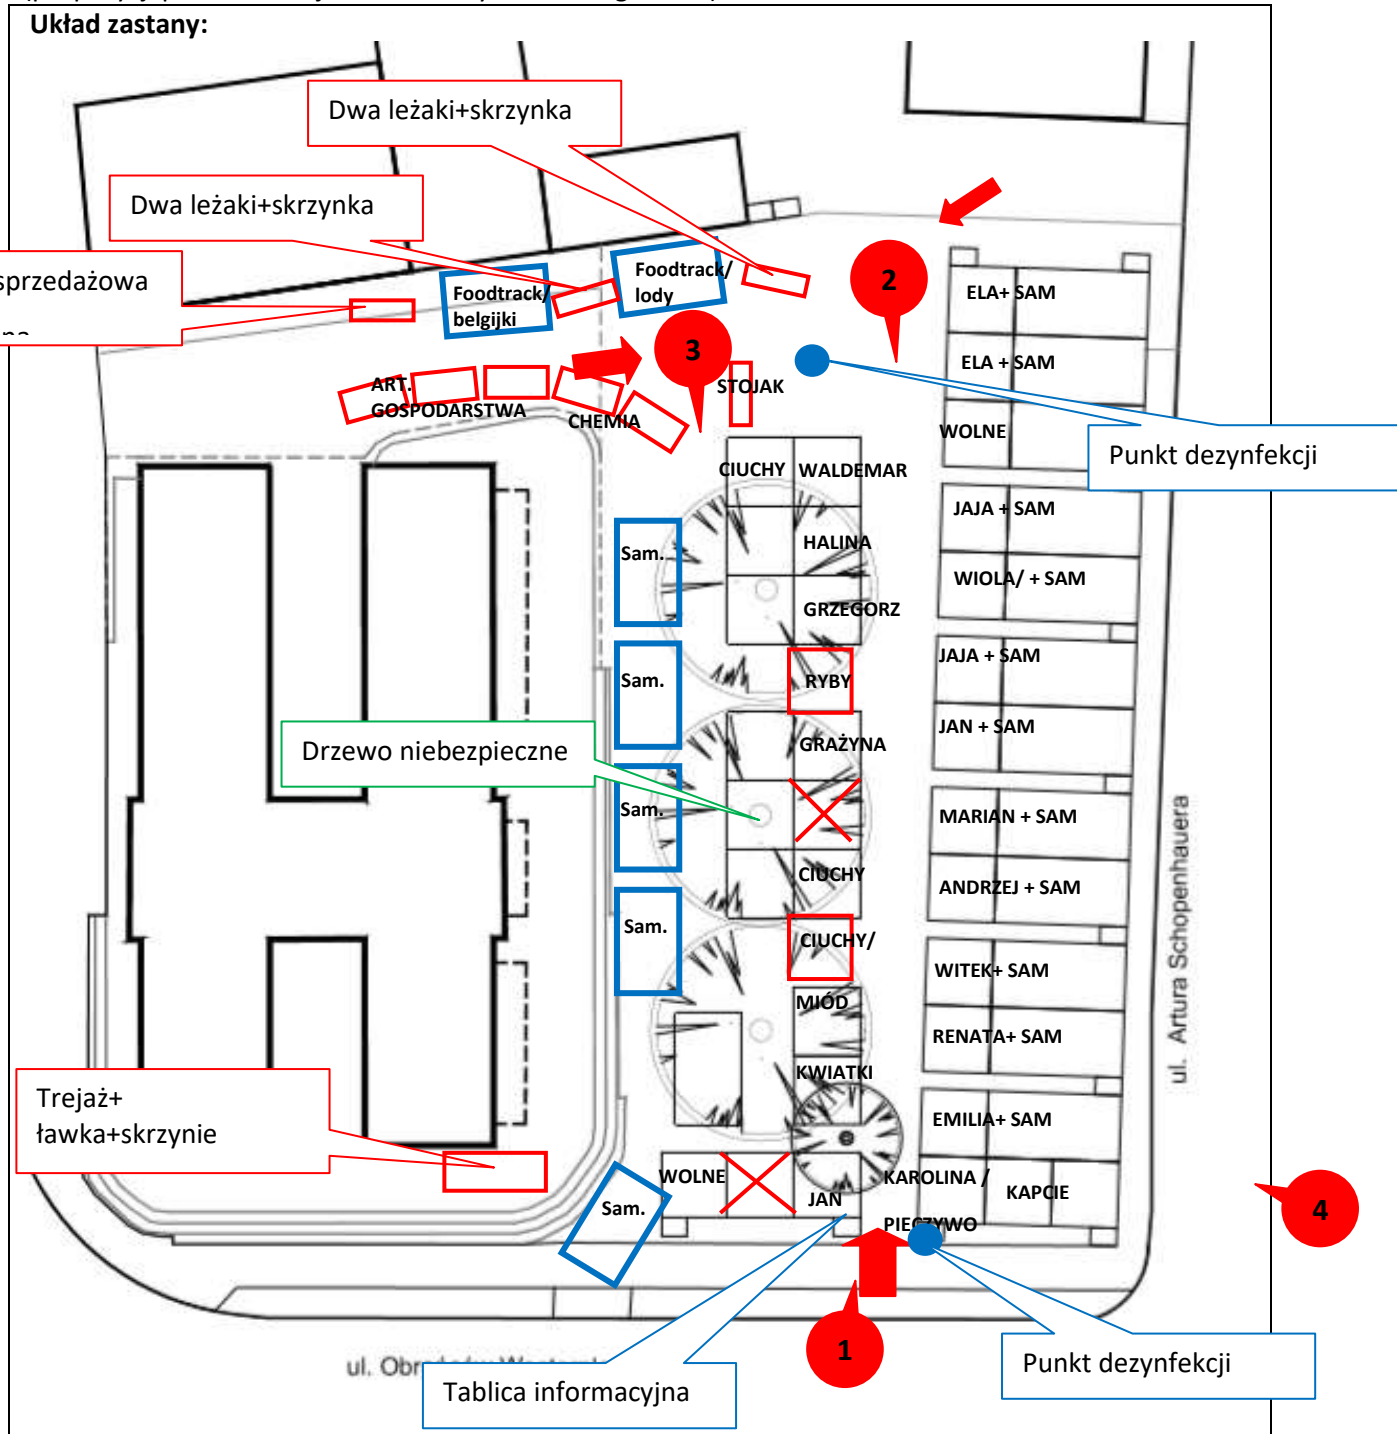 Układ zastany:
Dwa leżaki+skrzynka
Dwa leżaki+skrzynka
sprzedażowa
Foodtrack/
belgijki
Foodtrack/
lody
2
ELA+ SAM
3
ELA + SAM
ART.
GOSPODARSTWA
STOJAK
CHEMIA
WOLNE
Punkt dezynfekcji
CIUCHY
WALDEMAR
JAJA + SAM
Sam.
HALINA
WIOLA/ + SAM
GRZEGORZ
JAJA + SAM
Sam.
RYBY
JAN + SAM
Drzewo niebezpieczne
GRAŻYNA
Sam.
MARIAN + SAM
CIUCHY
ANDRZEJ + SAM
Sam.
CIUCHY/
WITEK+ SAM
MIÓD
RENATA+ SAM
ul. Artura Schopenhauera
KWIATKI
Trejaż+
ławka+skrzynie
EMILIA+ SAM
WOLNE
JAN
KAROLINA /
PIECZYWO
KAPCIE
Sam.
4
1
ul.
Tablica informacyjna
Punkt dezynfekcji